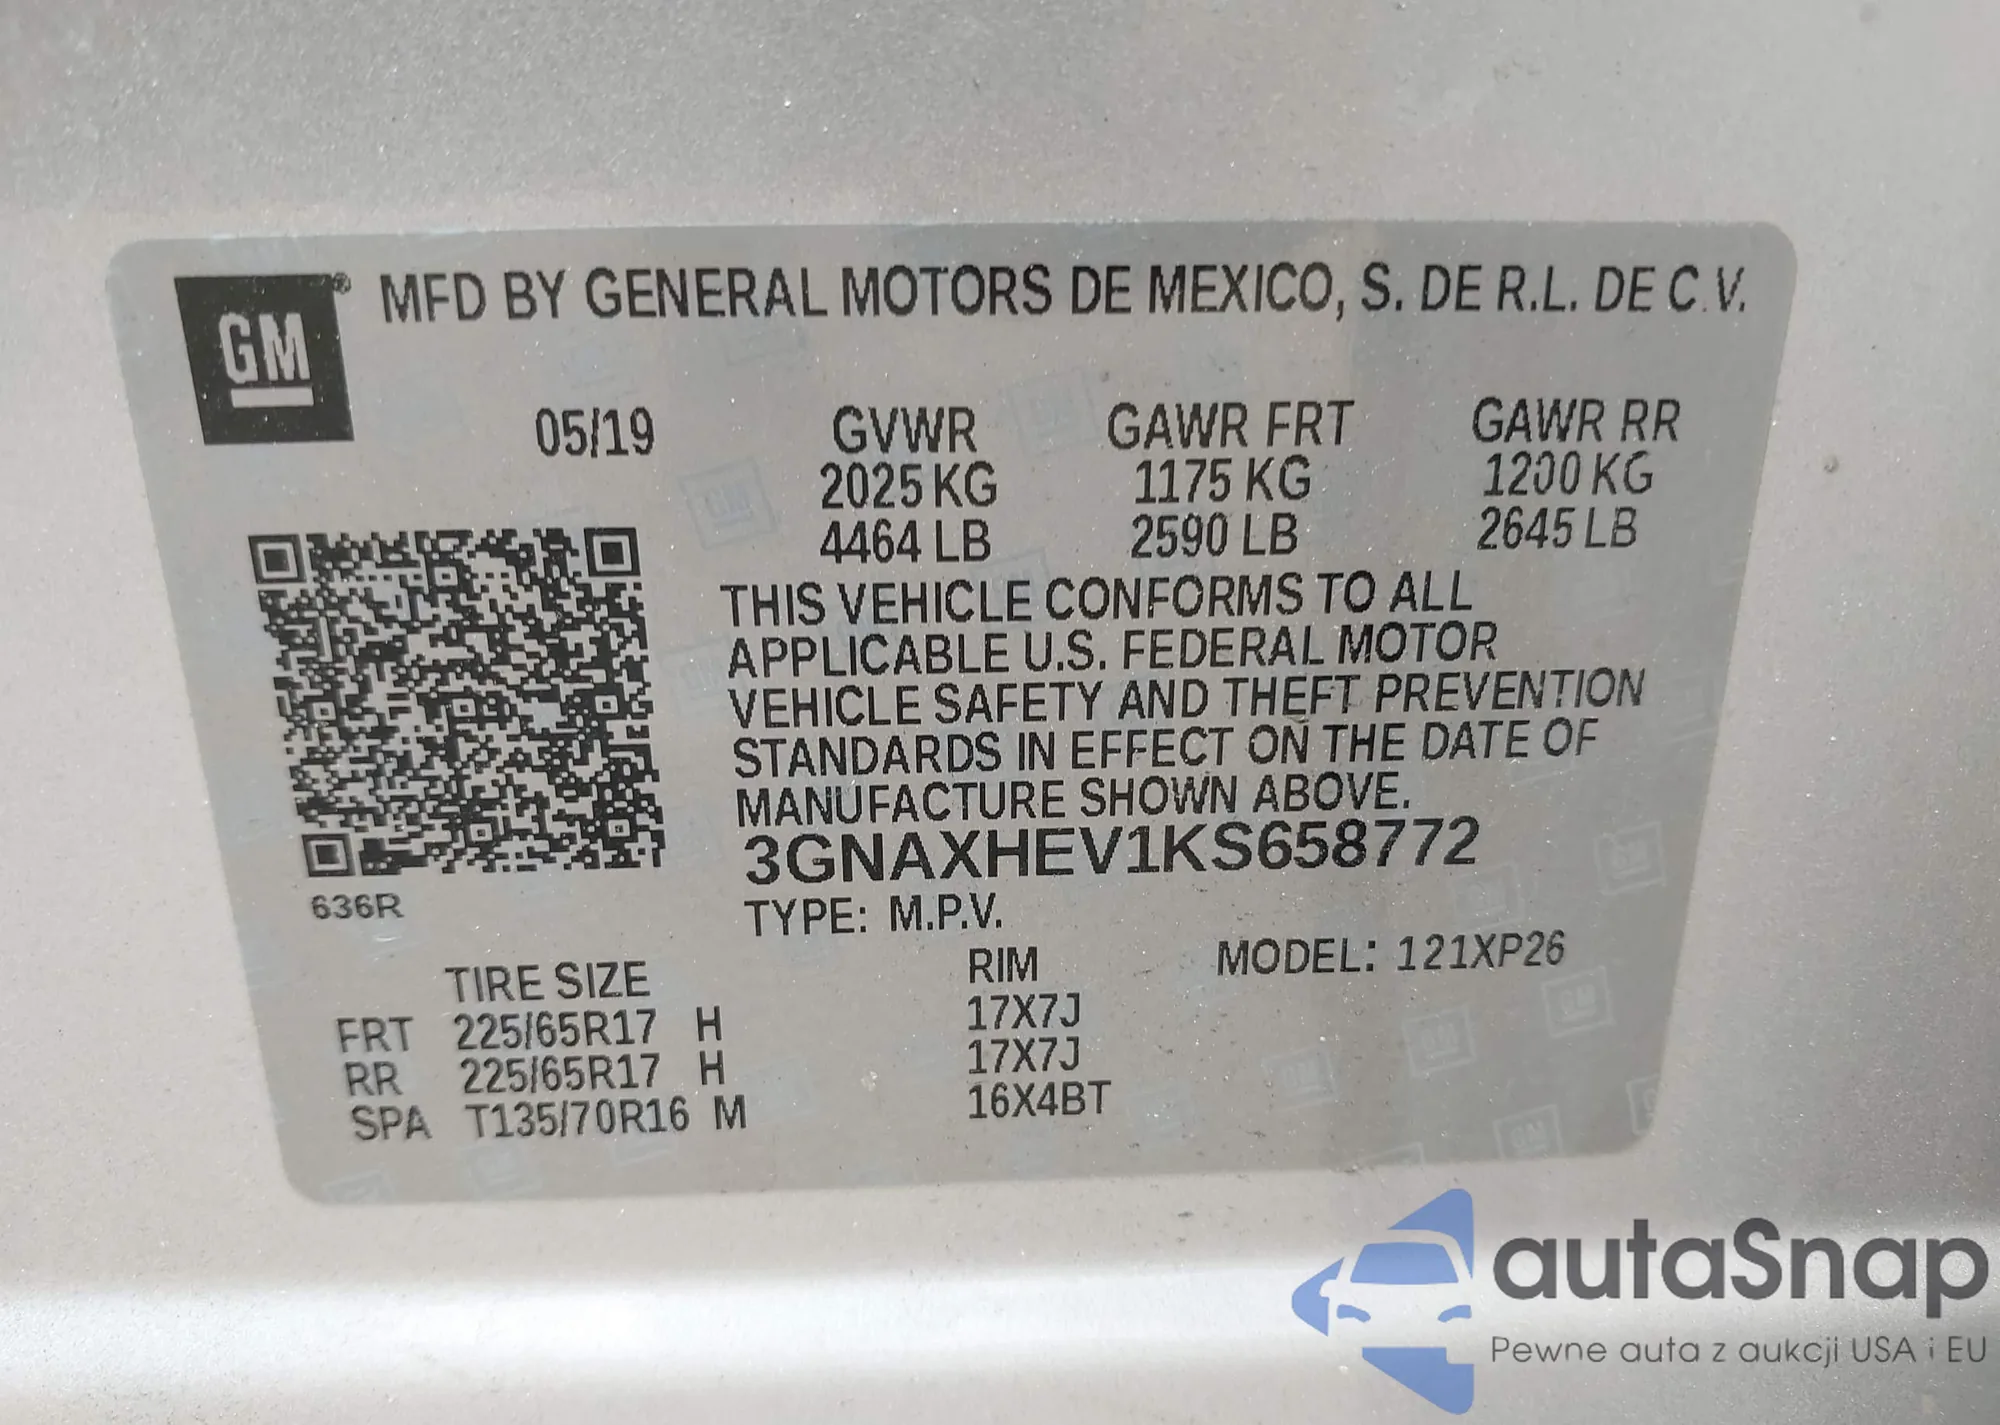 GM® MFD BY GENERAL MOTORS DE MEXICO, S. DE R.L. DE C.V.
05/19 GVWR GAWR FRT GAWR RR
2025 KG 1175 KG 1200 KG
4464 LB 2590 LB 2645 LB
THIS VEHICLE CONFORMS TO ALL
APPLICABLE U.S. FEDERAL MOTOR
VEHICLE SAFETY AND THEFT PREVENTION
STANDARDS IN EFFECT ON THE DATE OF
MANUFACTURE SHOWN ABOVE.
3GNAXHEV1KS658772
636R
TYPE: M.P.V.
TIRE SIZE RIM MODEL: 121XP26
FRT 225/65R17 H 17X7J
RR 225/65R17 H 17X7J
SPA T135/70R16 M 16X4BT
autaSnap
Pewne auta z aukcji USA i EU